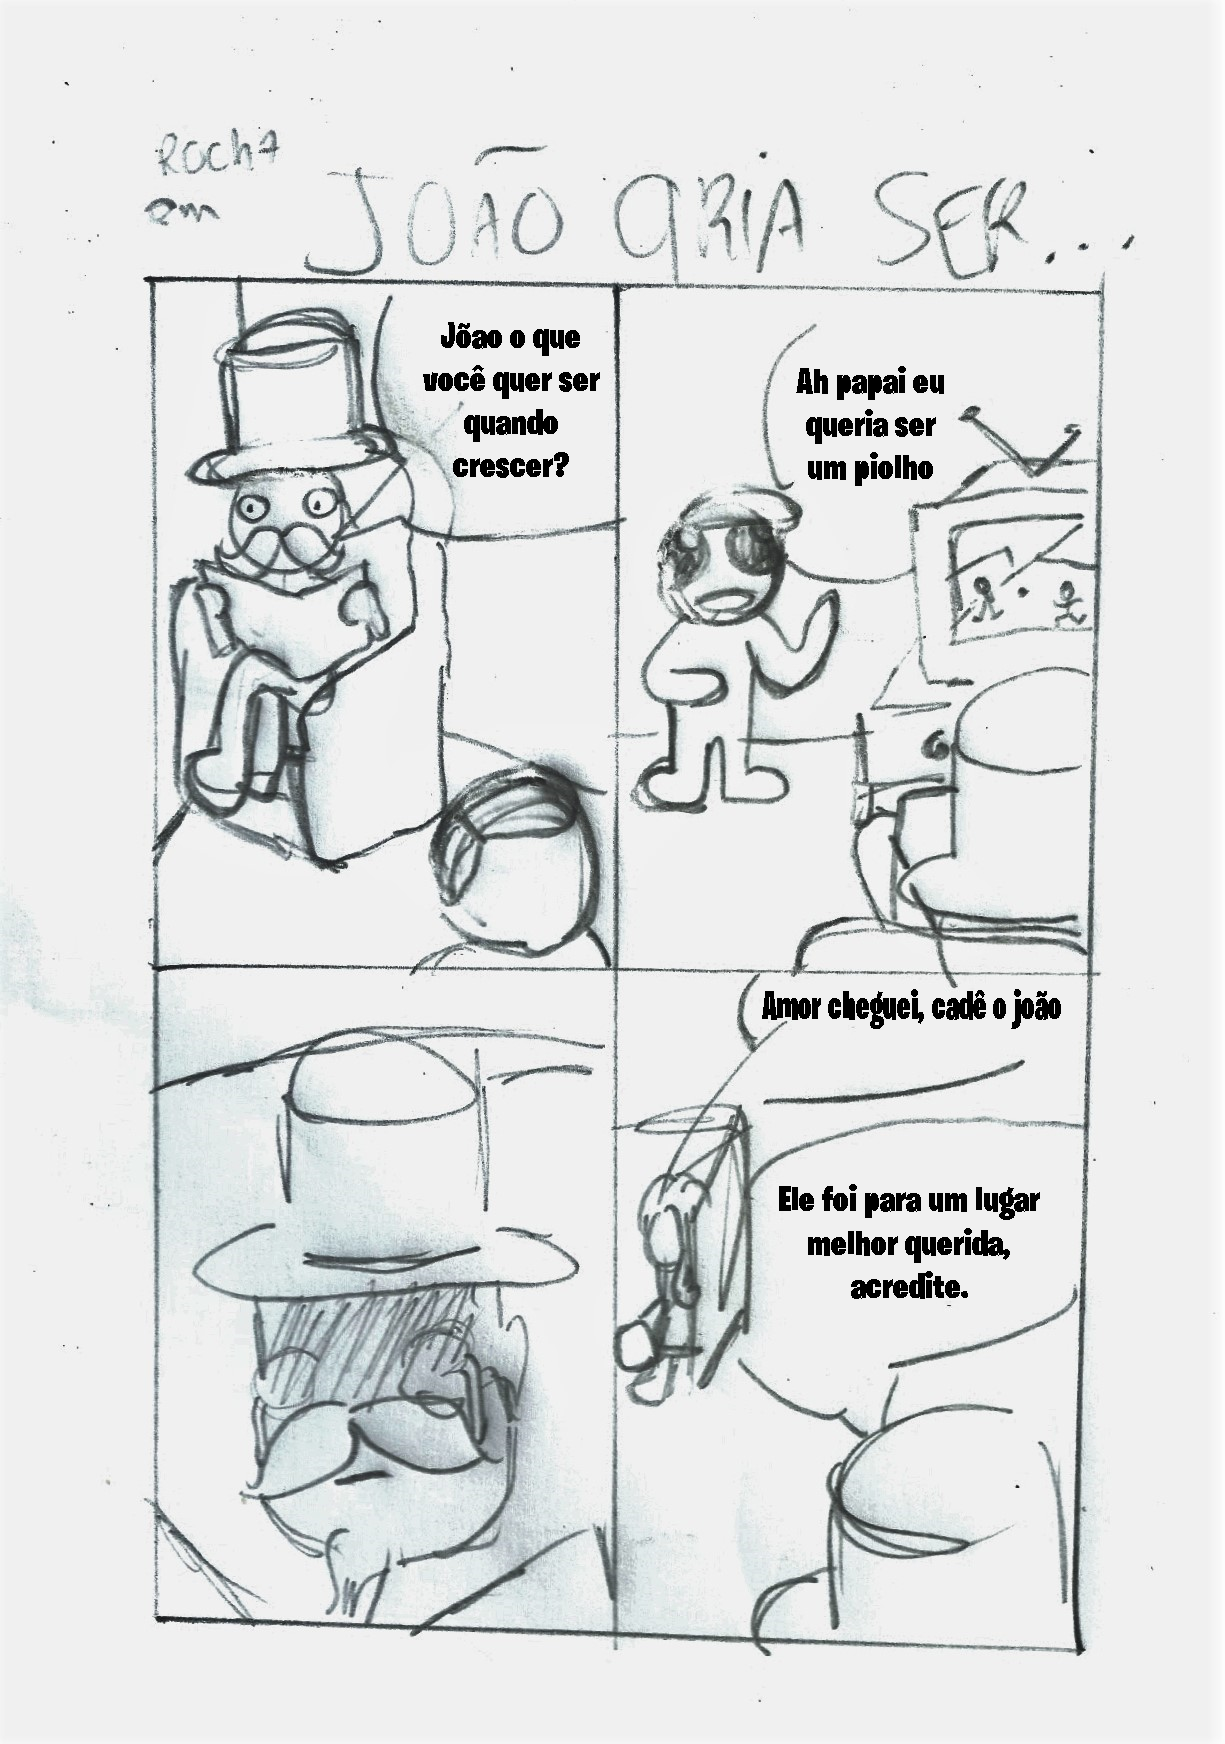 ROCHA
em
JOÃO QRIA SER...
Jõao o que
você quer ser
quando
crescer?
Ah papai eu
queria ser
um piolho
Amor cheguei, cadê o joão
Ele foi para um lugar
melhor querida,
acredite.